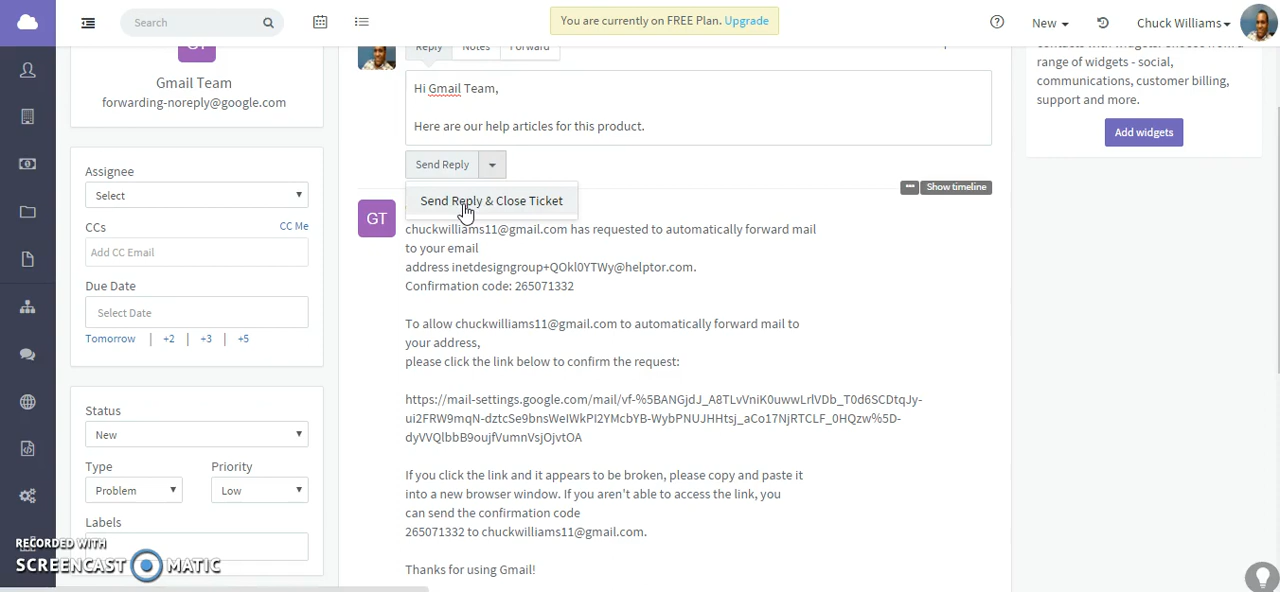 Search
You are currently on FREE Plan. Upgrade
New
Chuck Williams
GT
Gmail Team
forwarding-noreply@google.com
Assignee
Select
CCs
CC Me
Add CC Email
Due Date
Select Date
Tomorrow | +2 | +3 | +5
Status
New
Type
Priority
Problem
Low
Labels
RECORDED WITH
SCREENCAST MATIC
Reply
Notes
Forward
Hi Gmail Team,
Here are our help articles for this product.
Send Reply
Send Reply & Close Ticket
Show timeline
GT
chuckwilliams11@gmail.com has requested to automatically forward mail
to your email
address inetdesigngroup+QOkl0YTWy@helptor.com.
Confirmation code: 265071332
To allow chuckwilliams11@gmail.com to automatically forward mail to
your address,
please click the link below to confirm the request:
https://mail-settings.google.com/mail/vf-%5BANGjdJ_A8TLvVniK0uwwLrlVDb_T0d6SCDtqJy-
ui2FRW9mqN-dztcSe9bnsWeIWkPI2YMcbYB-WybPNUJHHtsj_aCo17NjRTCLF_0HQzw%5D-
dyVVQlbbB9oujfVumnVsjOjvtOA
If you click the link and it appears to be broken, please copy and paste it
into a new browser window. If you aren't able to access the link, you
can send the confirmation code
265071332 to chuckwilliams11@gmail.com.
Thanks for using Gmail!
range of widgets - social,
communications, customer billing,
support and more.
Add widgets